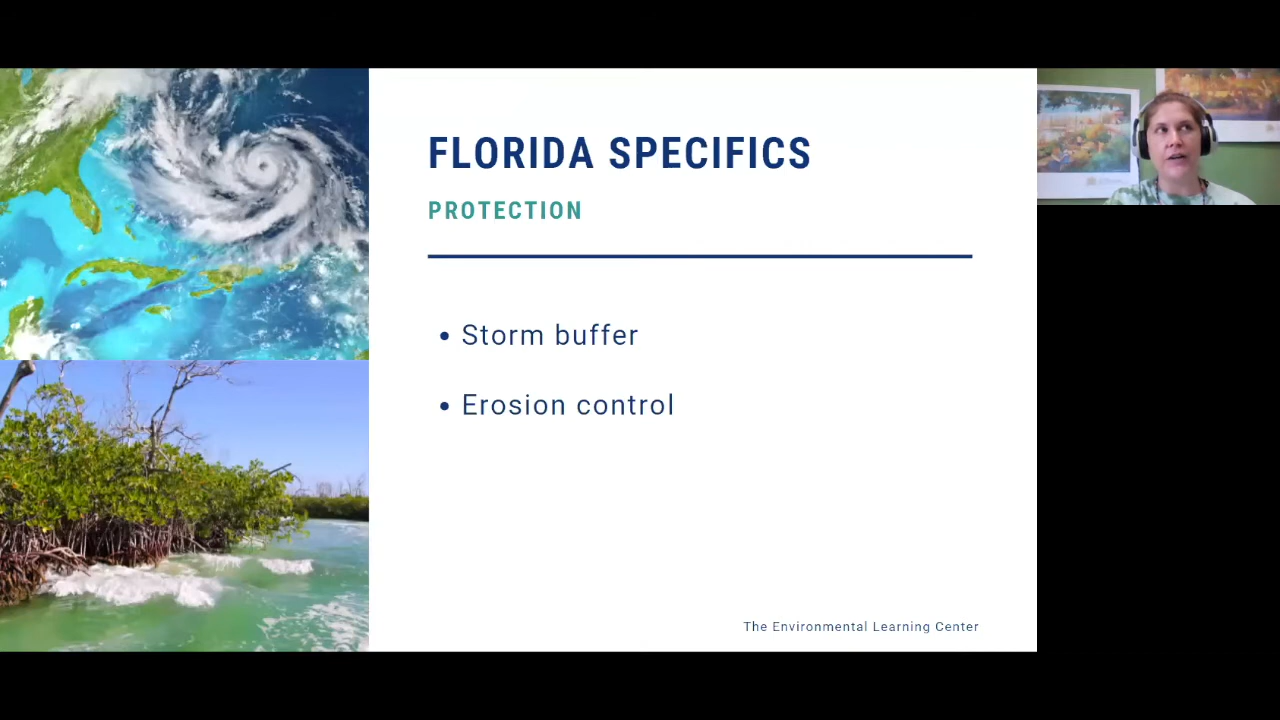 FLORIDA SPECIFICS
PROTECTION
• Storm buffer
• Erosion control
The Environmental Learning Center